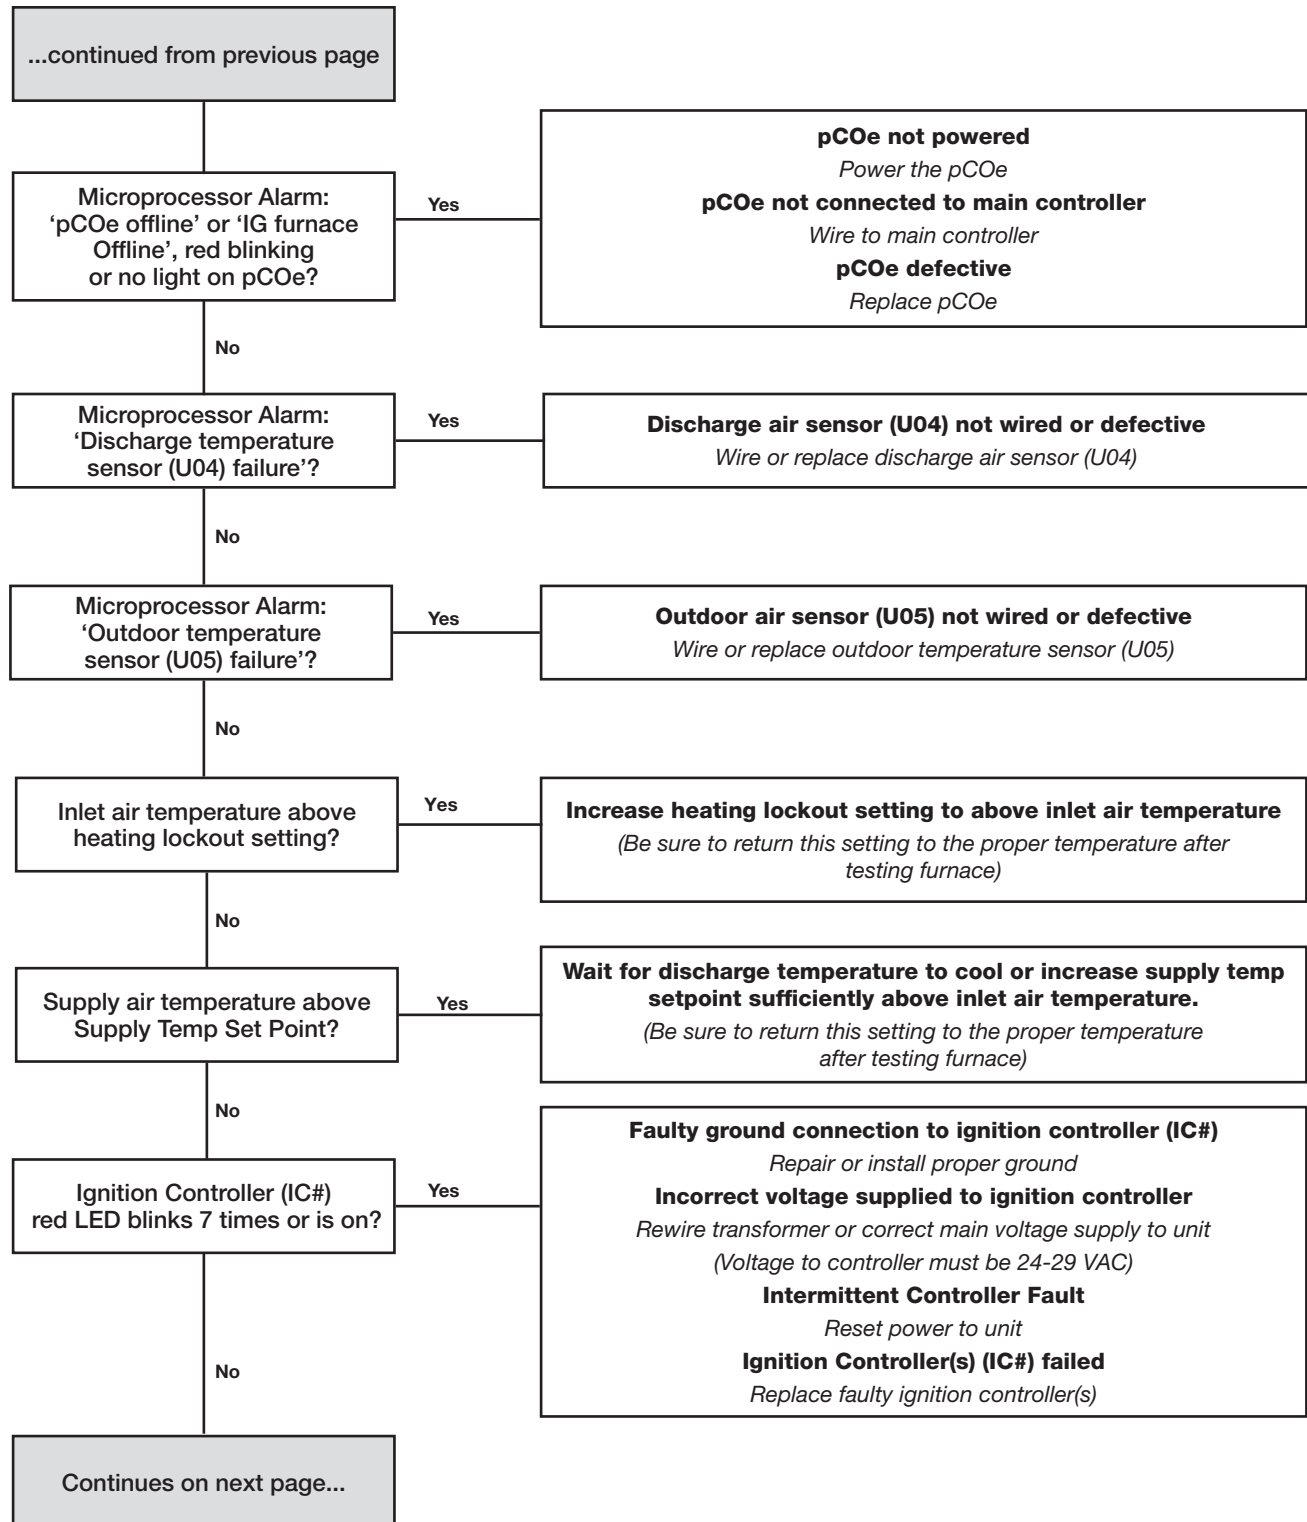 ...continued from previous page
Microprocessor Alarm:
‘pCOe offline’ or ‘IG furnace
Offline’, red blinking
or no light on pCOe?
Yes
pCOe not powered
Power the pCOe
pCOe not connected to main controller
Wire to main controller
pCOe defective
Replace pCOe
No
Microprocessor Alarm:
‘Discharge temperature
sensor (U04) failure’?
Yes
Discharge air sensor (U04) not wired or defective
Wire or replace discharge air sensor (U04)
No
Microprocessor Alarm:
‘Outdoor temperature
sensor (U05) failure’?
Yes
Outdoor air sensor (U05) not wired or defective
Wire or replace outdoor temperature sensor (U05)
No
Inlet air temperature above
heating lockout setting?
Yes
Increase heating lockout setting to above inlet air temperature
(Be sure to return this setting to the proper temperature after
testing furnace)
No
Supply air temperature above
Supply Temp Set Point?
Yes
Wait for discharge temperature to cool or increase supply temp
setpoint sufficiently above inlet air temperature.
(Be sure to return this setting to the proper temperature
after testing furnace)
No
Ignition Controller (IC#)
red LED blinks 7 times or is on?
Yes
Faulty ground connection to ignition controller (IC#)
Repair or install proper ground
Incorrect voltage supplied to ignition controller
Rewire transformer or correct main voltage supply to unit
(Voltage to controller must be 24-29 VAC)
Intermittent Controller Fault
Reset power to unit
Ignition Controller(s) (IC#) failed
Replace faulty ignition controller(s)
No
Continues on next page...